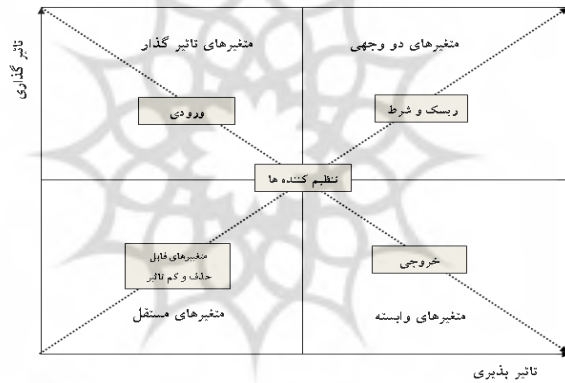 تاثیر گذاری
متغیرهای دو وجهی
متغیرهای تاثیر گذار
ریسک و شرط
ورودی
تنظیم کننده ها
خروجی
متغییرهای قابل
حذف و کم تاثیر
متغیرهای وابسته
متغیرهای مستقل
تاثیر پذیری